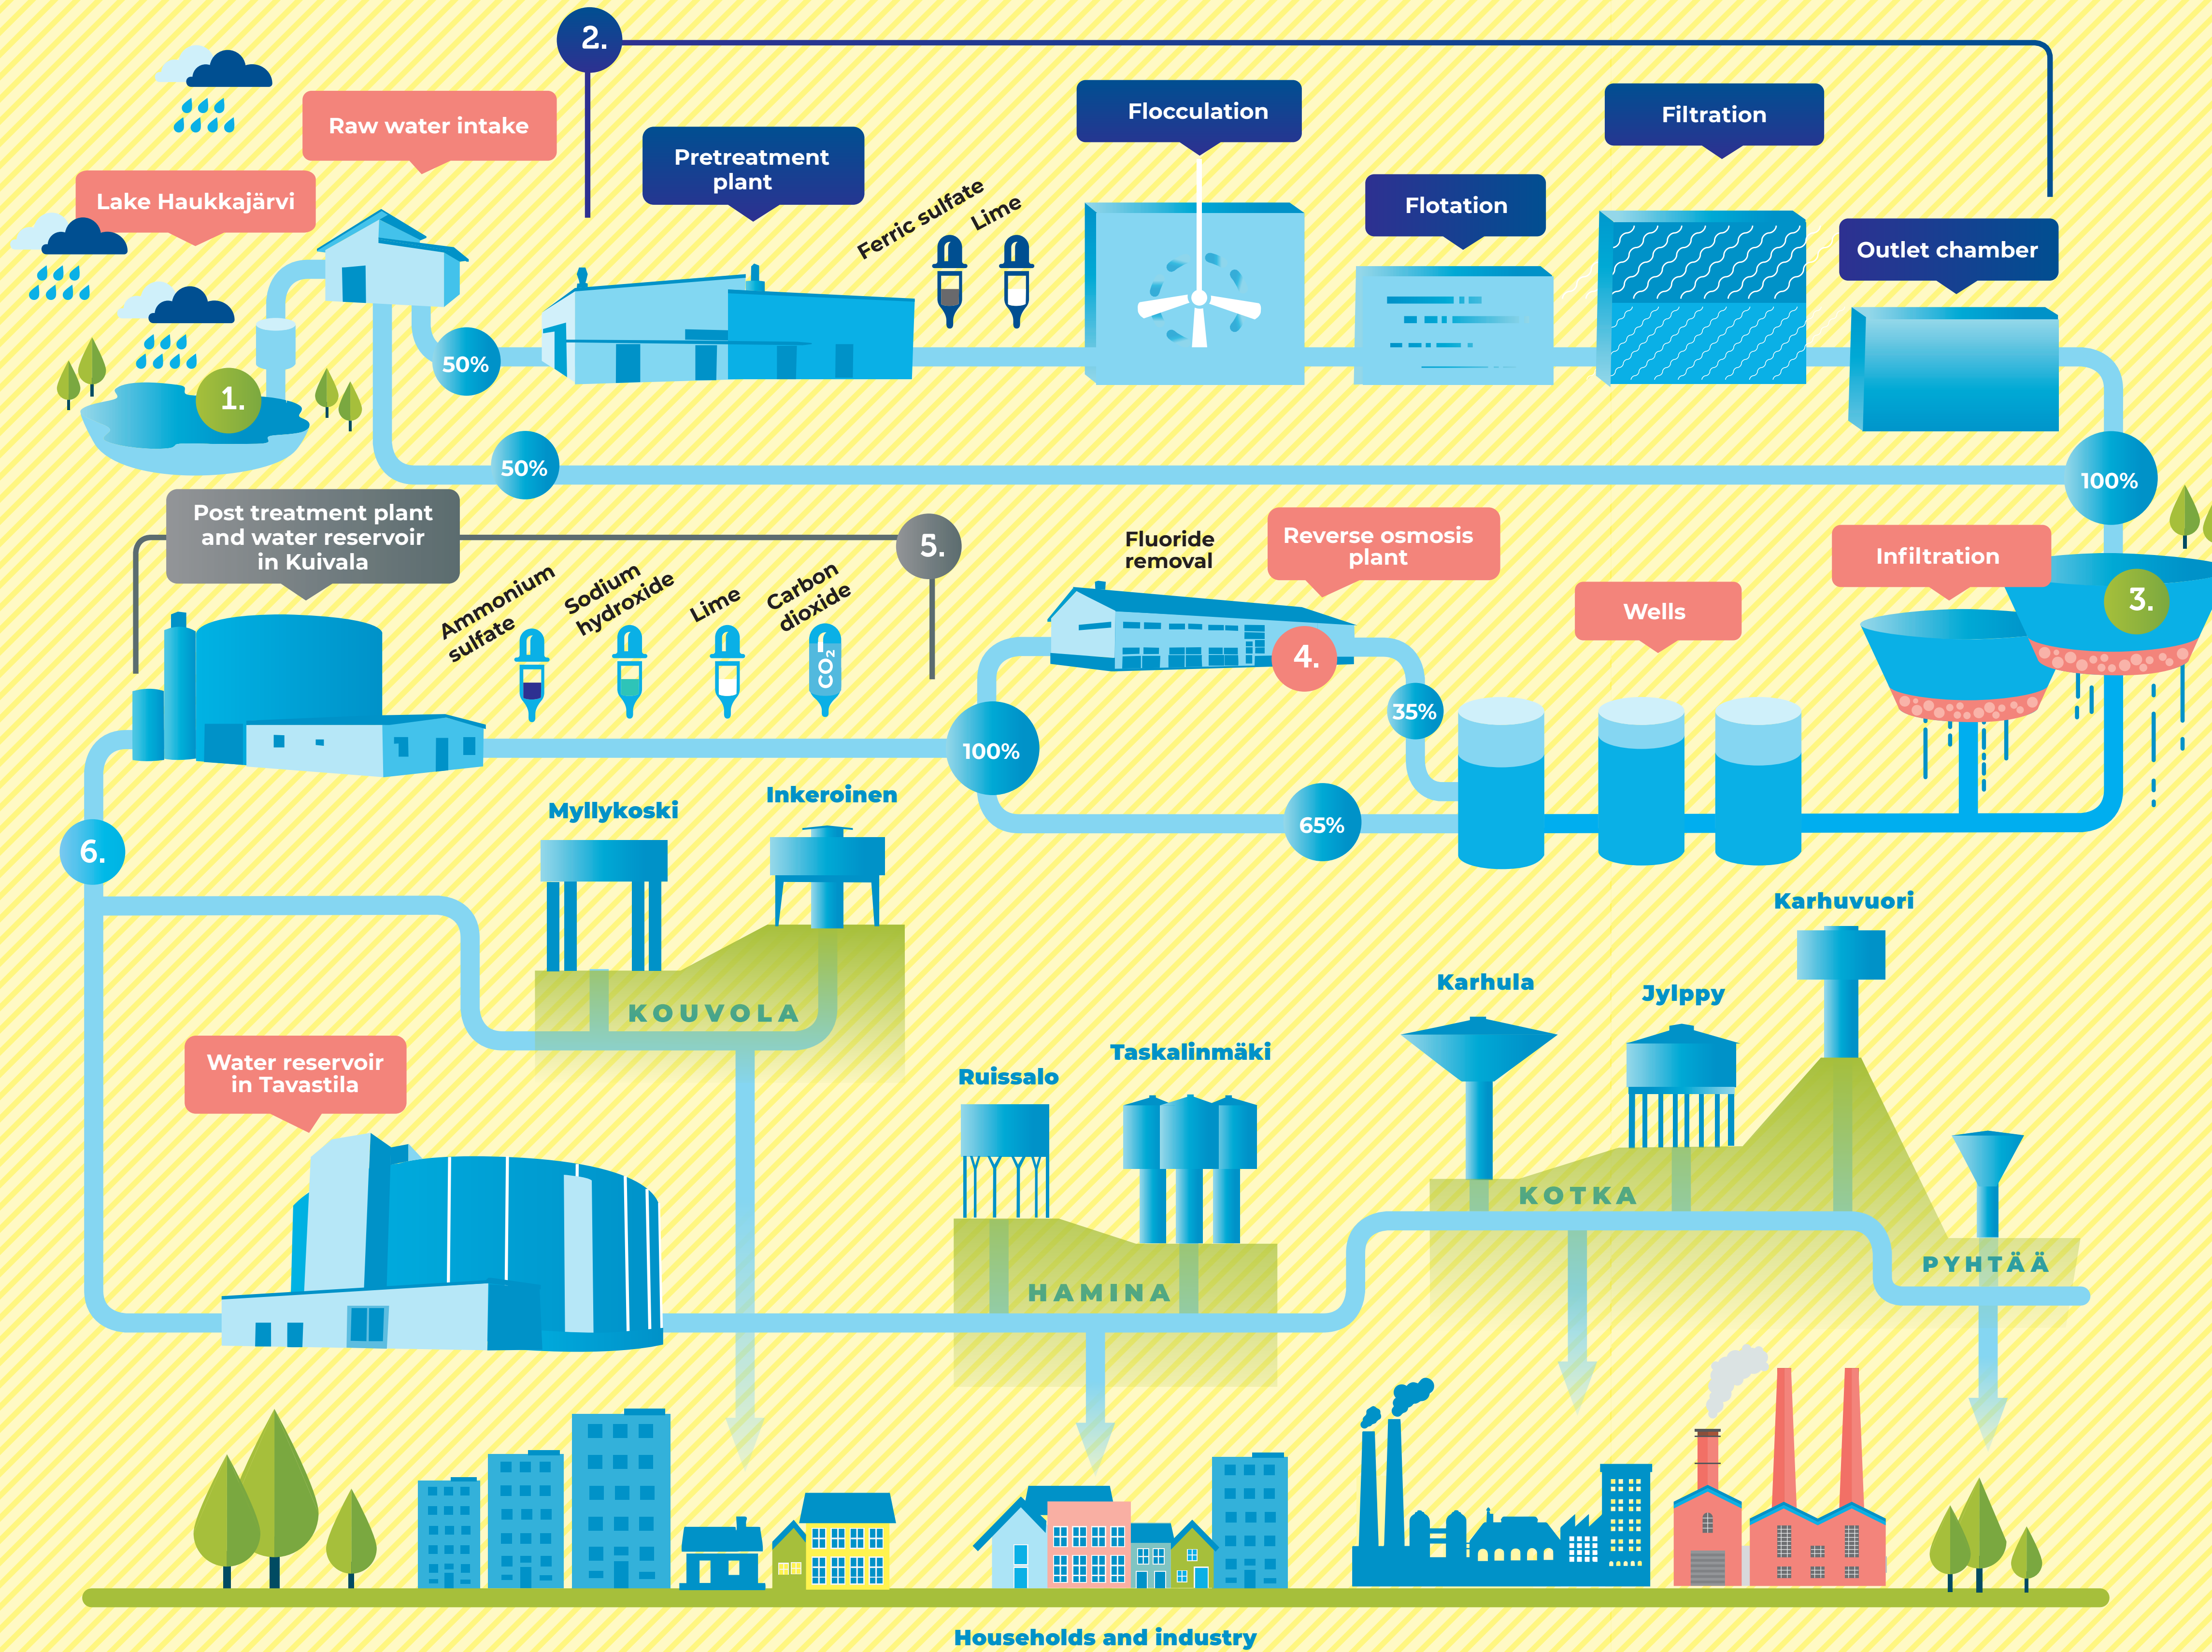 2.
Raw water intake
Lake Haukkajärvi
Pretreatment
plant
Ferric sulfate
Lime
Flocculation
Flotation
Filtration
Outlet chamber
1.
50%
50%
100%
Post treatment plant
and water reservoir
in Kuivala
5.
Ammonium
sulfate
Sodium
hydroxide
Lime
Carbon
dioxide
CO₂
Fluoride
removal
Reverse osmosis
plant
4.
Wells
Infiltration
3.
35%
100%
65%
6.
Myllykoski
Inkeroinen
KOUVOLA
Water reservoir
in Tavastila
Ruissalo
Taskalinmäki
HAMINA
Karhula
Jylppy
Karhuvuori
KOTKA
PYHTÄÄ
Households and industry